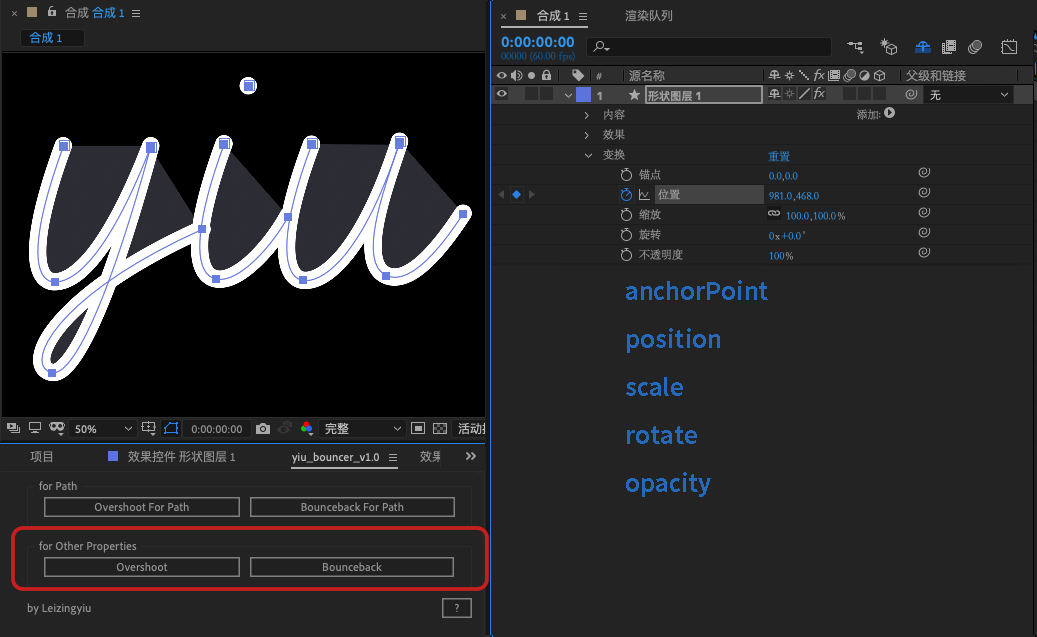 × 合成 合成 1
合成 1
yiu
50%
0:00:00:00
完整
活动
项目
效果控件 形状图层 1
yiu_bouncer_v1.0
效果
for Path
Overshoot For Path
Bounceback For Path
for Other Properties
Overshoot
Bounceback
by Leizingyiu
?
× 合成 1
渲染队列
0:00:00:00
00000 (60.00 fps)
# 源名称
父级和链接
1 ★ 形状图层 1
无
内容
添加:
效果
变换
重置
锚点
0.0,0.0
位置
981.0,468.0
缩放
100.0,100.0%
旋转
0x+0.0°
不透明度
100%
anchorPoint
position
scale
rotate
opacity